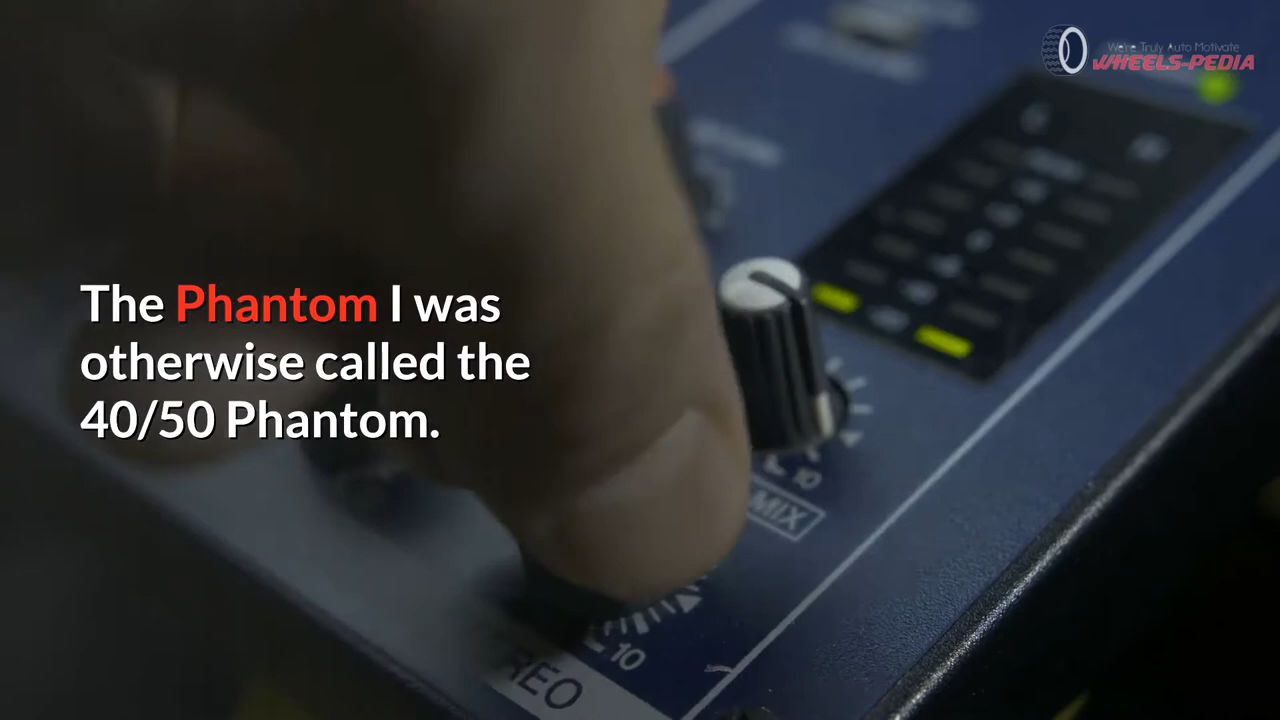 We're Truly Auto Motivate
WHEELS-PEDIA
The Phantom I was
otherwise called the
40/50 Phantom.
10
MIX
10
REO